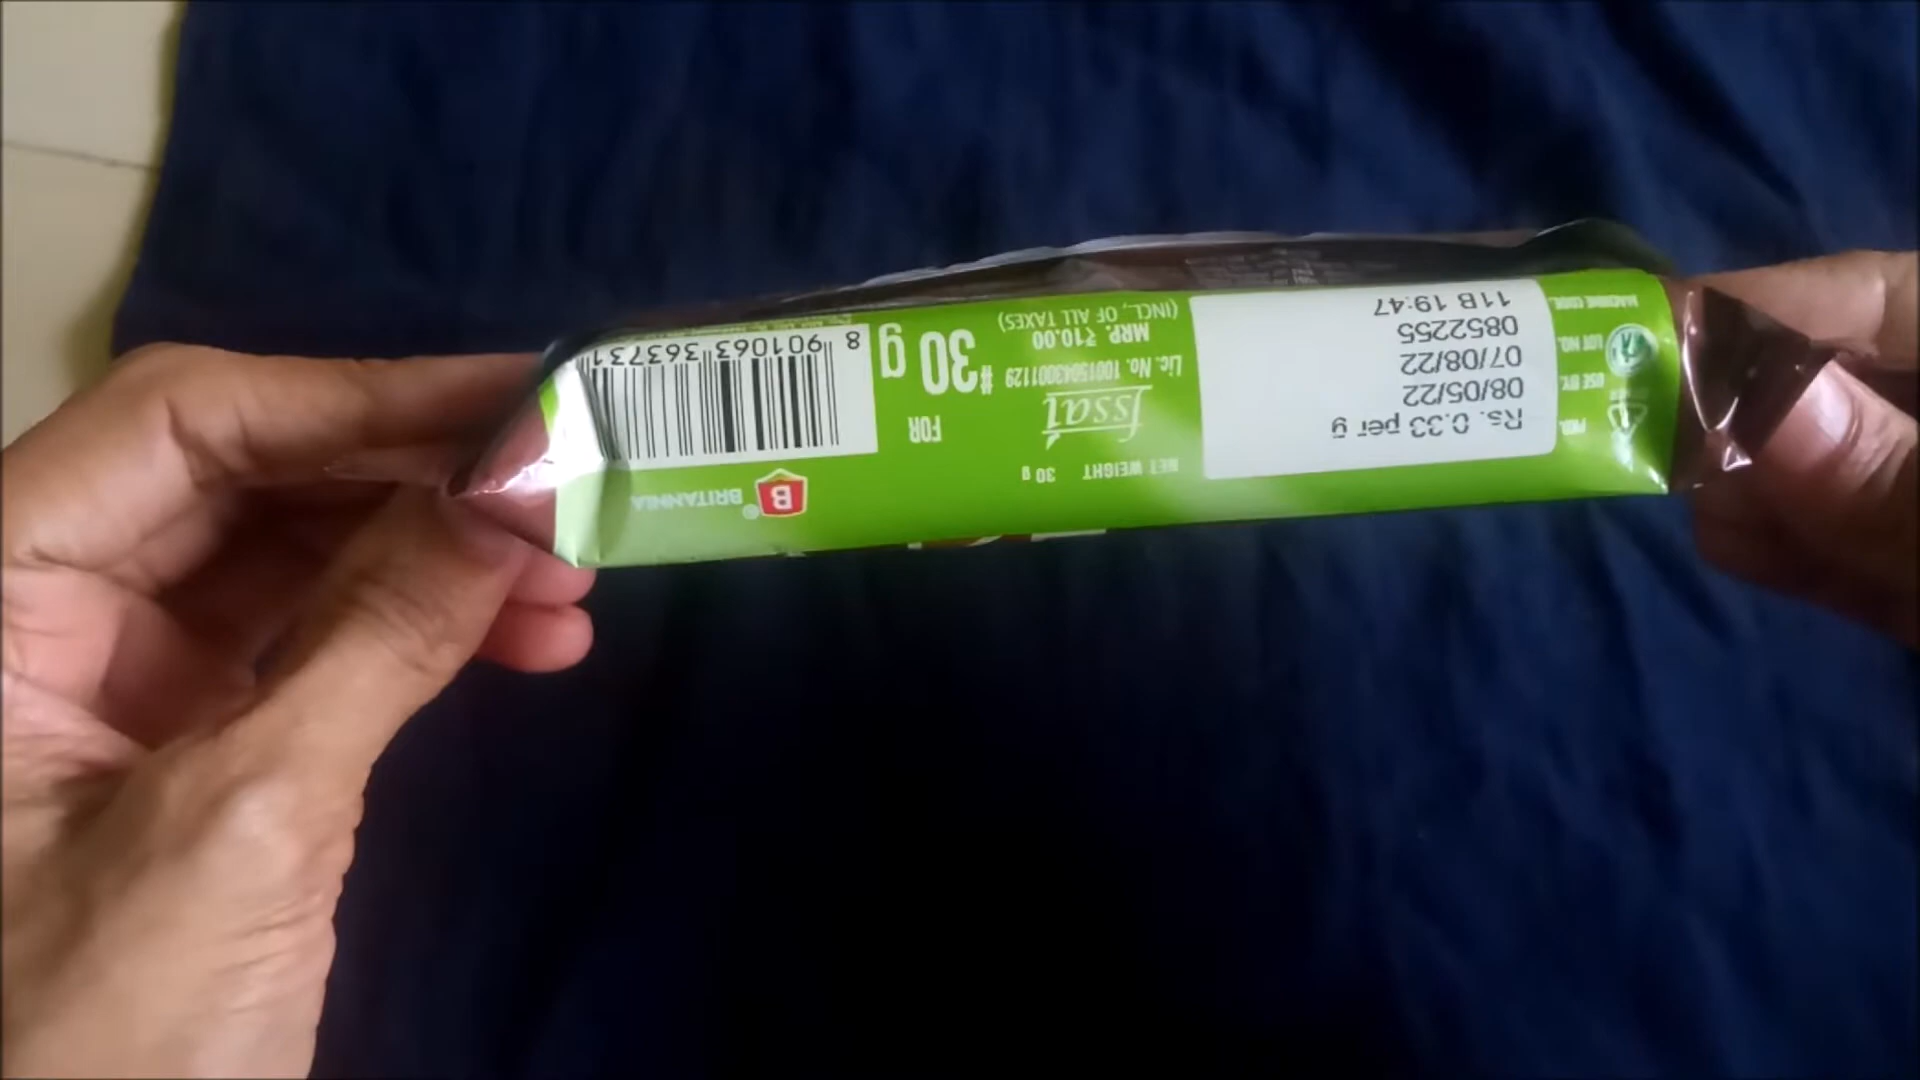 PKD.
USE BY.
LOT NO.
MACHINE CODE.
Rs. 0.33 per g
08/05/22
07/08/22
0852255
11B 19:47
NET WEIGHT 30 g
fssai
Lic. No. 10015043001129
MRP. ₹10.00
(INCL., OF ALL TAXES)
FOR
#30 g
B
BRITANNIA®
8 901063 363731